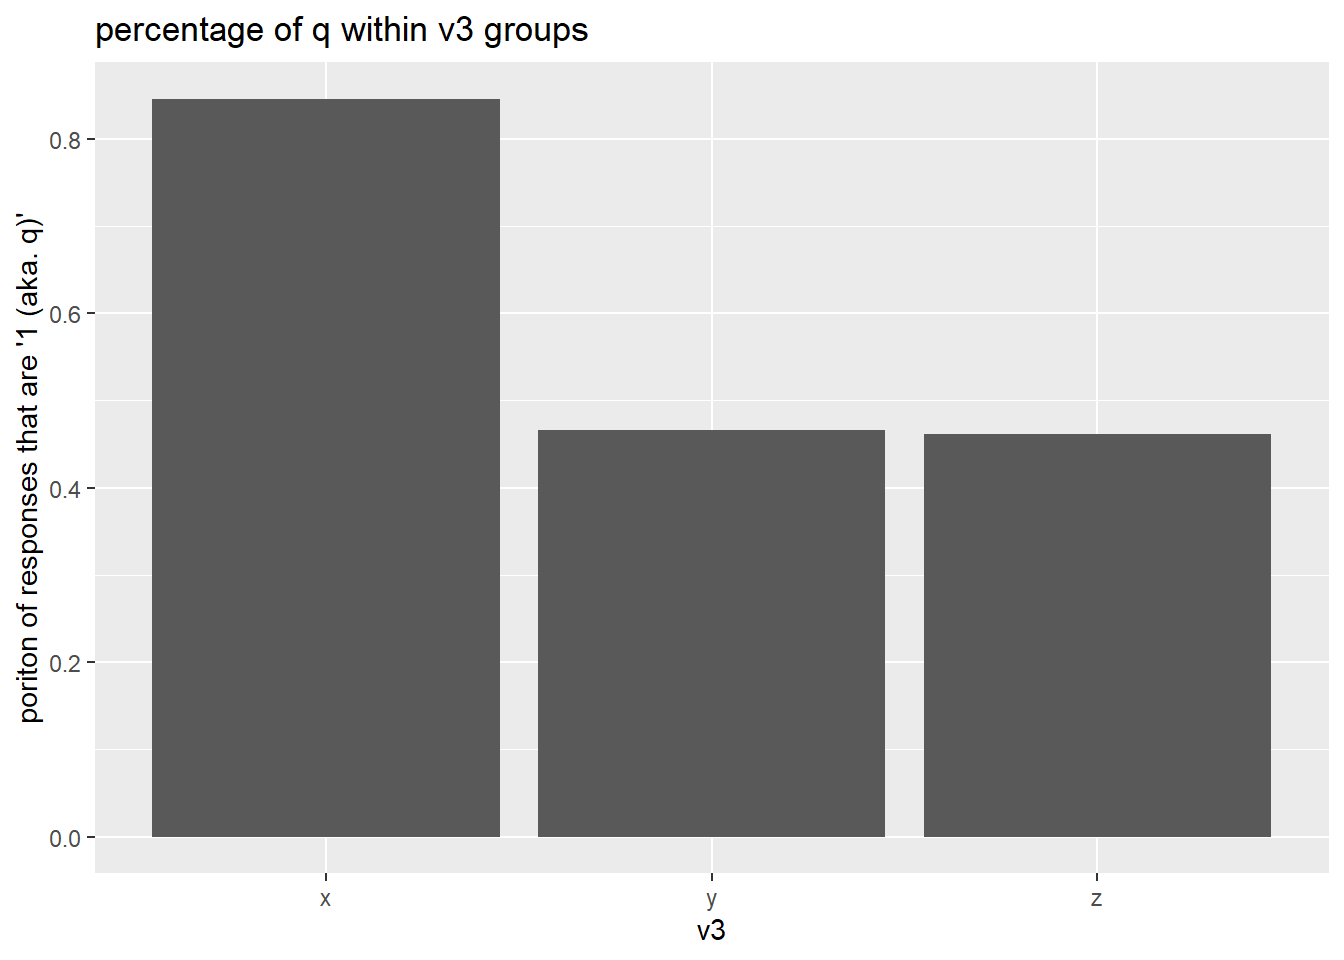 percentage of q within v3 groups
poriton of responses that are '1 (aka. q)'
0.8
0.6
0.4
0.2
0.0
x
y
z
v3